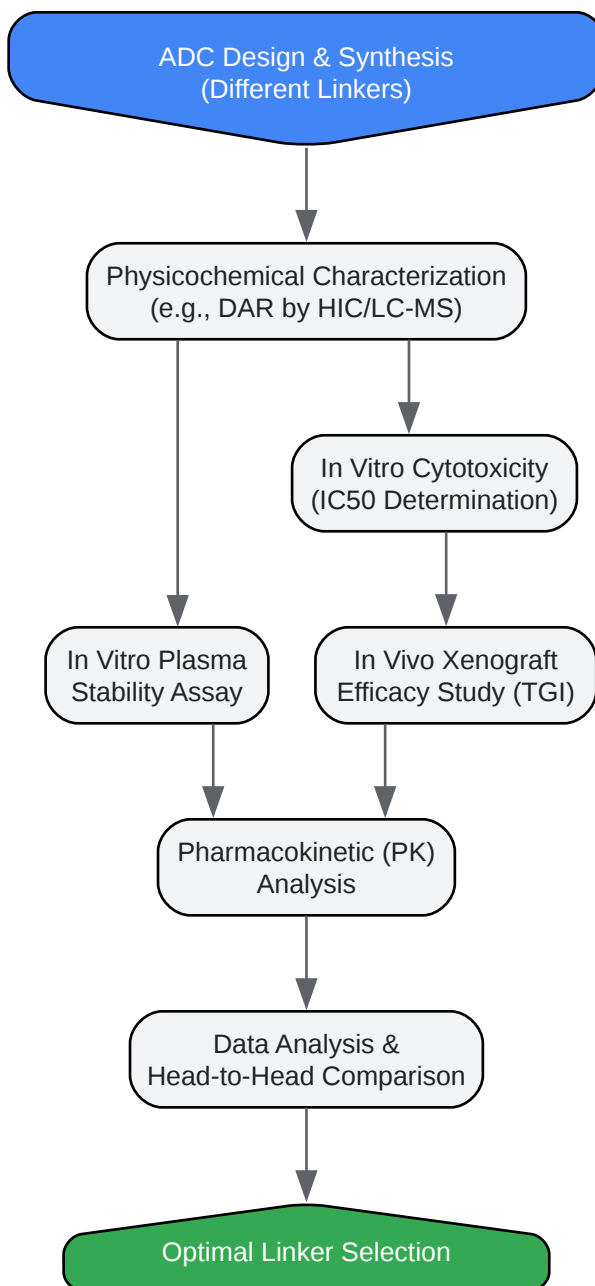 ADC Design & Synthesis
(Different Linkers)
Physicochemical Characterization
(e.g., DAR by HIC/LC-MS)
In Vitro Cytotoxicity
(IC50 Determination)
In Vitro Plasma
Stability Assay
In Vivo Xenograft
Efficacy Study (TGI)
Pharmacokinetic (PK)
Analysis
Data Analysis &
Head-to-Head Comparison
Optimal Linker Selection